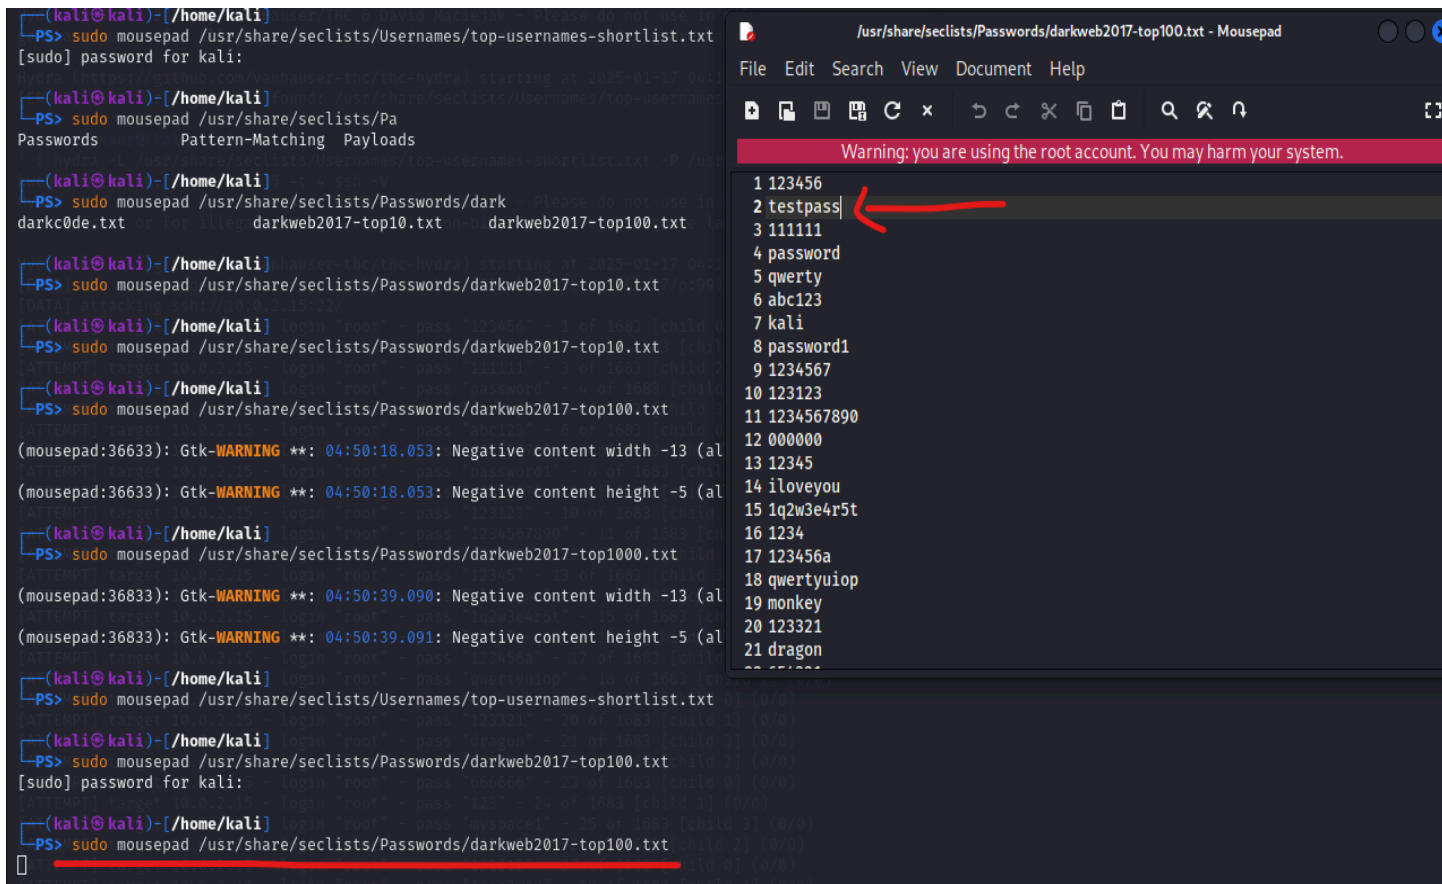 ┌──(kali㉿kali)-[/home/kali]
└─PS> sudo mousepad /usr/share/seclists/Usernames/top-usernames-shortlist.txt
[sudo] password for kali:
┌──(kali㉿kali)-[/home/kali]
└─PS> sudo mousepad /usr/share/seclists/Pa
Passwords Pattern-Matching Payloads
┌──(kali㉿kali)-[/home/kali]
└─PS> sudo mousepad /usr/share/seclists/Passwords/dark
darkc0de.txt darkweb2017-top10.txt darkweb2017-top100.txt
┌──(kali㉿kali)-[/home/kali]
└─PS> sudo mousepad /usr/share/seclists/Passwords/darkweb2017-top10.txt
┌──(kali㉿kali)-[/home/kali]
└─PS> sudo mousepad /usr/share/seclists/Passwords/darkweb2017-top10.txt
┌──(kali㉿kali)-[/home/kali]
└─PS> sudo mousepad /usr/share/seclists/Passwords/darkweb2017-top100.txt
(mousepad:36633): Gtk-WARNING **: 04:50:18.053: Negative content width -13 (al
(mousepad:36633): Gtk-WARNING **: 04:50:18.053: Negative content height -5 (al
┌──(kali㉿kali)-[/home/kali]
└─PS> sudo mousepad /usr/share/seclists/Passwords/darkweb2017-top1000.txt
(mousepad:36833): Gtk-WARNING **: 04:50:39.090: Negative content width -13 (al
(mousepad:36833): Gtk-WARNING **: 04:50:39.091: Negative content height -5 (al
┌──(kali㉿kali)-[/home/kali]
└─PS> sudo mousepad /usr/share/seclists/Usernames/top-usernames-shortlist.txt
┌──(kali㉿kali)-[/home/kali]
└─PS> sudo mousepad /usr/share/seclists/Passwords/darkweb2017-top100.txt
[sudo] password for kali:
┌──(kali㉿kali)-[/home/kali]
└─PS> sudo mousepad /usr/share/seclists/Passwords/darkweb2017-top100.txt
/usr/share/seclists/Passwords/darkweb2017-top100.txt - Mousepad
File Edit Search View Document Help
Warning: you are using the root account. You may harm your system.
1 123456
2 testpass
3 111111
4 password
5 qwerty
6 abc123
7 kali
8 password1
9 1234567
10 123123
11 1234567890
12 000000
13 12345
14 iloveyou
15 1q2w3e4r5t
16 1234
17 123456a
18 qwertyuiop
19 monkey
20 123321
21 dragon